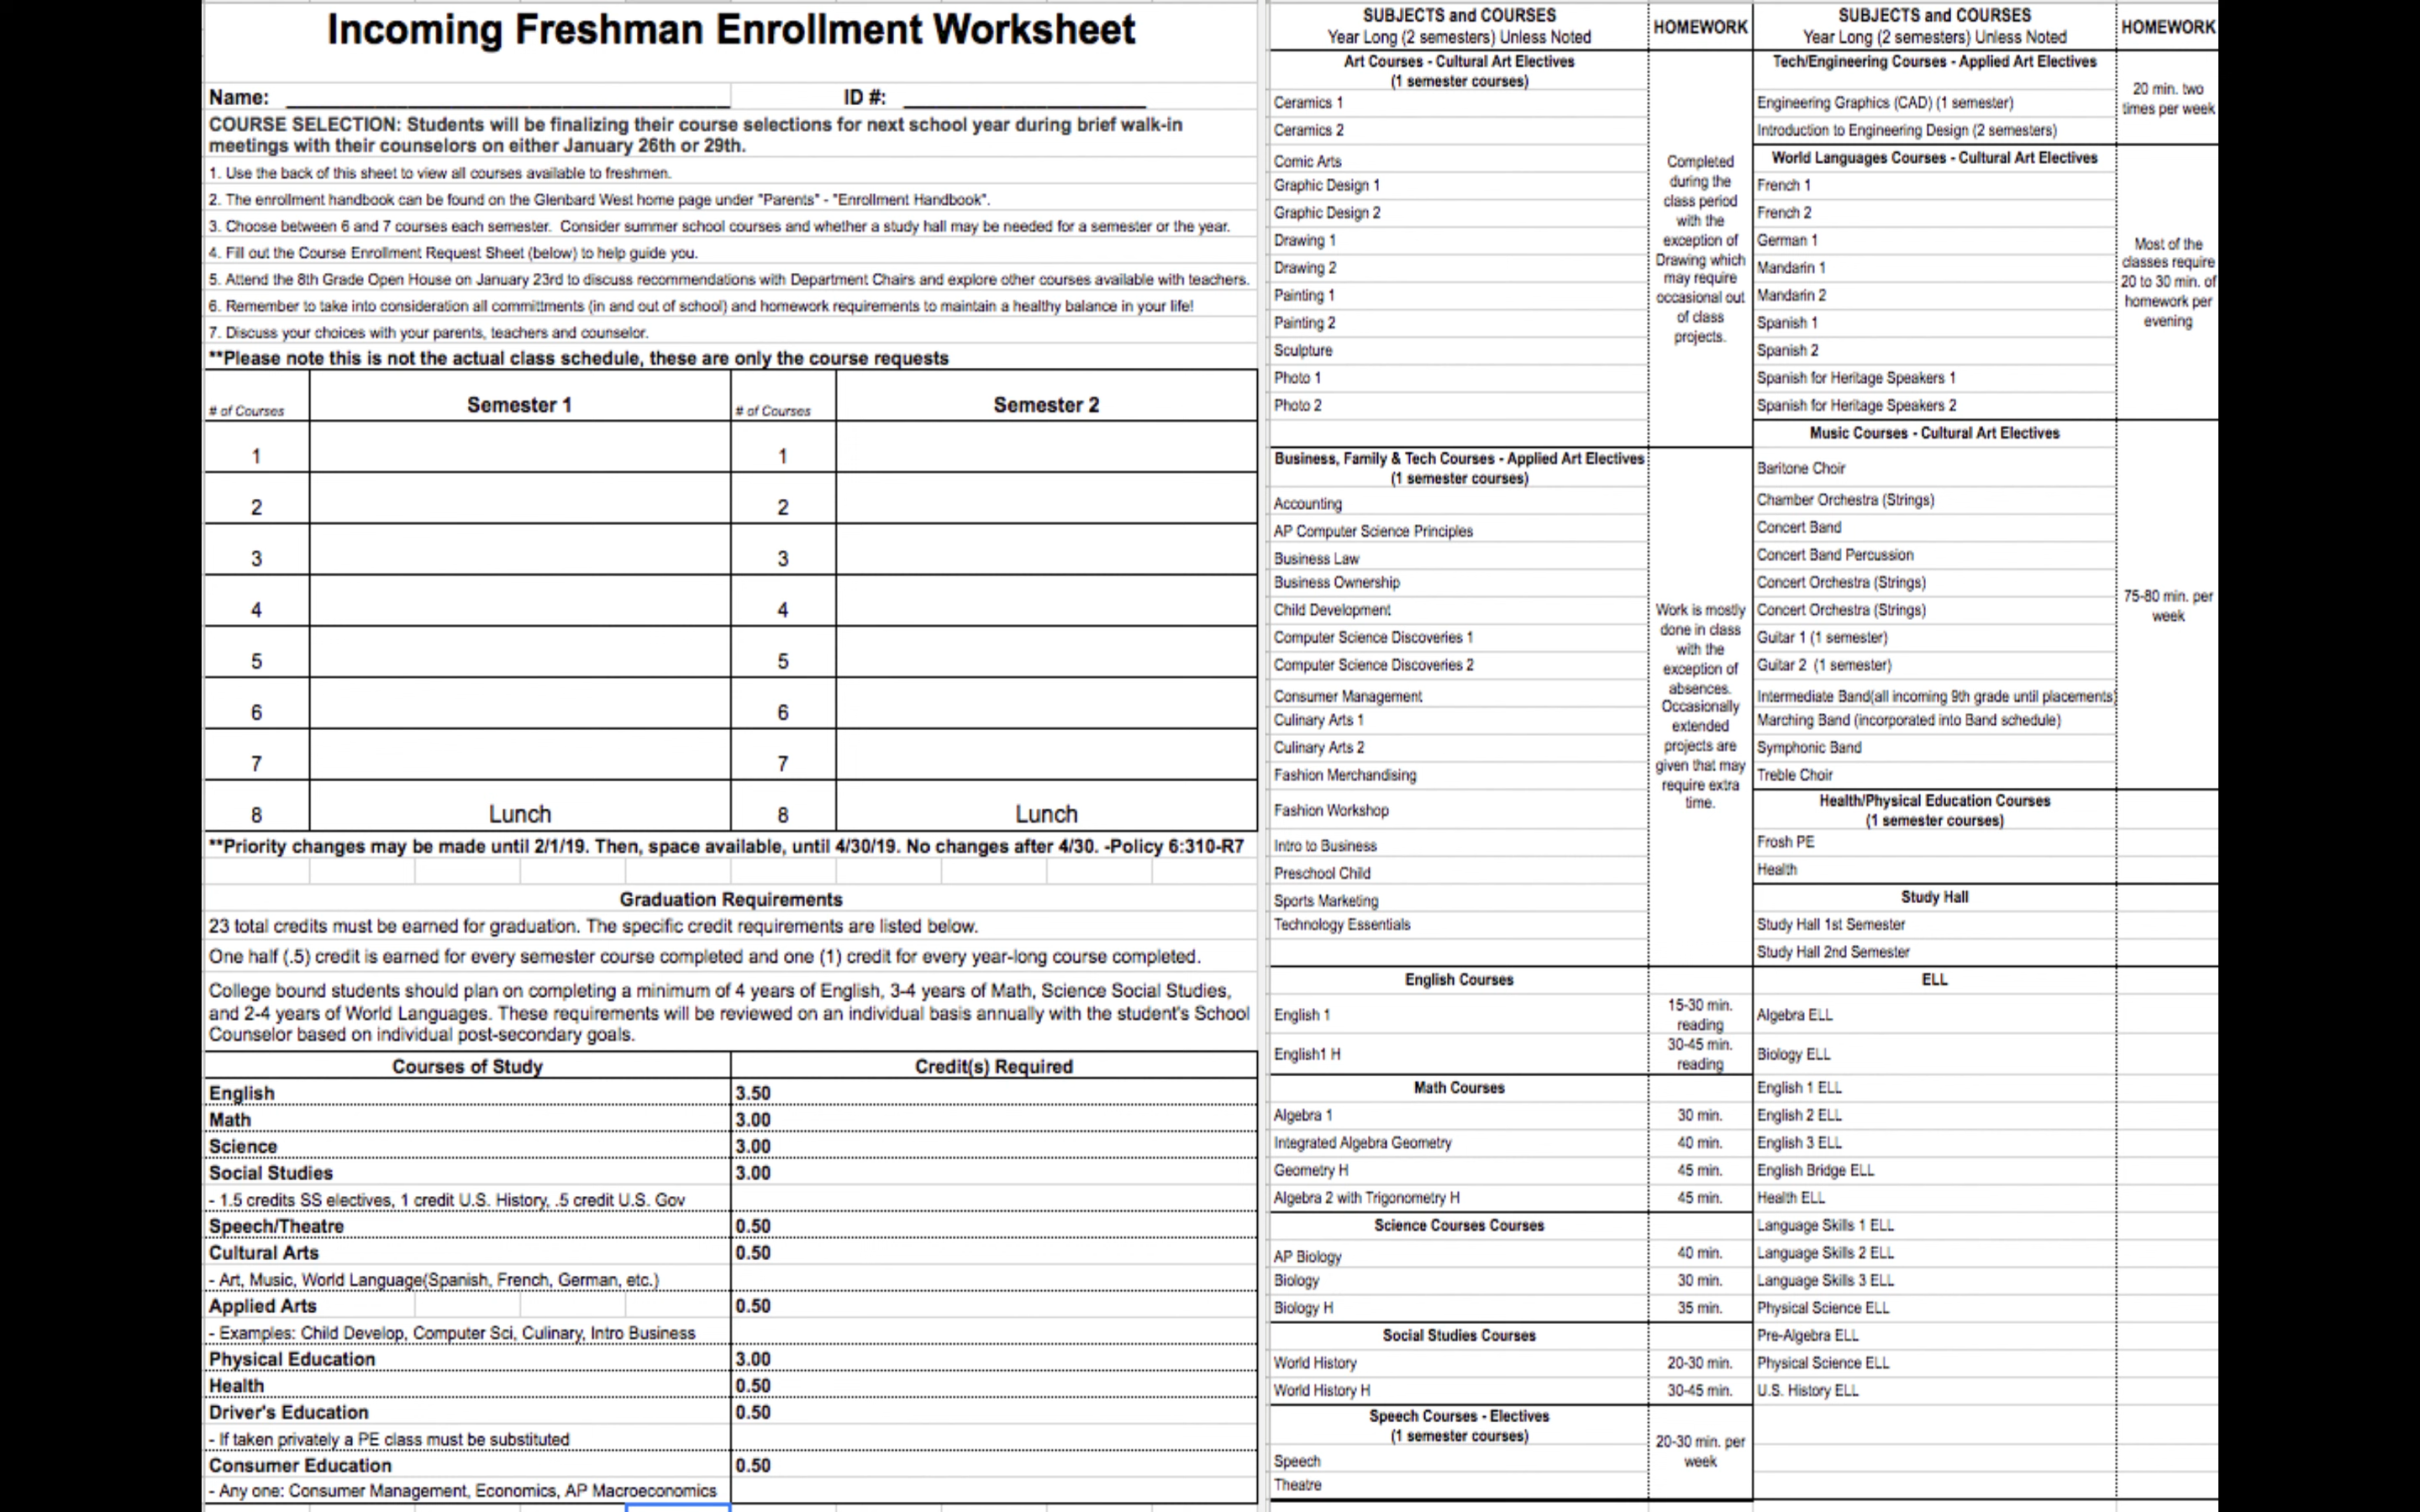 Incoming Freshman Enrollment Worksheet
Name: ID #:
COURSE SELECTION: Students will be finalizing their course selections for next school year during brief walk-in
meetings with their counselors on either January 26th or 29th.
1. Use the back of this sheet to view all courses available to freshmen.
2. The enrollment handbook can be found on the Glenbard West home page under "Parents" - "Enrollment Handbook".
3. Choose between 6 and 7 courses each semester. Consider summer school courses and whether a study hall may be needed for a semester or the year.
4. Fill out the Course Enrollment Request Sheet (below) to help guide you.
5. Attend the 8th Grade Open House on January 23rd to discuss recommendations with Department Chairs and explore other courses available with teachers.
6. Remember to take into consideration all committments (in and out of school) and homework requirements to maintain a healthy balance in your life!
7. Discuss your choices with your parents, teachers and counselor.
**Please note this is not the actual class schedule, these are only the course requests
# of Courses Semester 1 # of Courses Semester 2
1 1
2 2
3 3
4 4
5 5
6 6
7 7
8 Lunch 8 Lunch
**Priority changes may be made until 2/1/19. Then, space available, until 4/30/19. No changes after 4/30. -Policy 6:310-R7
Graduation Requirements
23 total credits must be earned for graduation. The specific credit requirements are listed below.
One half (.5) credit is earned for every semester course completed and one (1) credit for every year-long course completed.
College bound students should plan on completing a minimum of 4 years of English, 3-4 years of Math, Science Social Studies,
and 2-4 years of World Languages. These requirements will be reviewed on an individual basis annually with the student's School
Counselor based on individual post-secondary goals.
Courses of Study Credit(s) Required
English 3.50
Math 3.00
Science 3.00
Social Studies 3.00
- 1.5 credits SS electives, 1 credit U.S. History, .5 credit U.S. Gov
Speech/Theatre 0.50
Cultural Arts 0.50
- Art, Music, World Language(Spanish, French, German, etc.)
Applied Arts 0.50
- Examples: Child Develop, Computer Sci, Culinary, Intro Business
Physical Education 3.00
Health 0.50
Driver's Education 0.50
- If taken privately a PE class must be substituted
Consumer Education 0.50
- Any one: Consumer Management, Economics, AP Macroeconomics
SUBJECTS and COURSES
Year Long (2 semesters) Unless Noted
HOMEWORK
Art Courses - Cultural Art Electives
(1 semester courses)
Ceramics 1
Ceramics 2
Comic Arts
Graphic Design 1
Graphic Design 2
Drawing 1
Drawing 2
Painting 1
Painting 2
Sculpture
Photo 1
Photo 2
Completed
during the
class period
with the
exception of
Drawing which
may require
occasional out
of class
projects.
Business, Family & Tech Courses - Applied Art Electives
(1 semester courses)
Accounting
AP Computer Science Principles
Business Law
Business Ownership
Child Development
Computer Science Discoveries 1
Computer Science Discoveries 2
Consumer Management
Culinary Arts 1
Culinary Arts 2
Fashion Merchandising
Fashion Workshop
Intro to Business
Preschool Child
Sports Marketing
Technology Essentials
Work is mostly
done in class
with the
exception of
absences.
Occasionally
extended
projects are
given that may
require extra
time.
English Courses
English 1
15-30 min.
reading
English1 H
30-45 min.
reading
Math Courses
Algebra 1 30 min.
Integrated Algebra Geometry 40 min.
Geometry H 45 min.
Algebra 2 with Trigonometry H 45 min.
Science Courses Courses
AP Biology 40 min.
Biology 30 min.
Biology H 35 min.
Social Studies Courses
World History 20-30 min.
World History H 30-45 min.
Speech Courses - Electives
(1 semester courses)
Speech
Theatre
20-30 min. per
week
SUBJECTS and COURSES
Year Long (2 semesters) Unless Noted
HOMEWORK
Tech/Engineering Courses - Applied Art Electives
Engineering Graphics (CAD) (1 semester)
Introduction to Engineering Design (2 semesters)
20 min. two
times per week
World Languages Courses - Cultural Art Electives
French 1
French 2
German 1
Mandarin 1
Mandarin 2
Spanish 1
Spanish 2
Spanish for Heritage Speakers 1
Spanish for Heritage Speakers 2
Most of the
classes require
20 to 30 min. of
homework per
evening
Music Courses - Cultural Art Electives
Baritone Choir
Chamber Orchestra (Strings)
Concert Band
Concert Band Percussion
Concert Orchestra (Strings)
Concert Orchestra (Strings)
Guitar 1 (1 semester)
Guitar 2 (1 semester)
Intermediate Band(all incoming 9th grade until placements)
Marching Band (incorporated into Band schedule)
Symphonic Band
Treble Choir
75-80 min. per
week
Health/Physical Education Courses
(1 semester courses)
Frosh PE
Health
Study Hall
Study Hall 1st Semester
Study Hall 2nd Semester
ELL
Algebra ELL
Biology ELL
English 1 ELL
English 2 ELL
English 3 ELL
English Bridge ELL
Health ELL
Language Skills 1 ELL
Language Skills 2 ELL
Language Skills 3 ELL
Physical Science ELL
Pre-Algebra ELL
Physical Science ELL
U.S. History ELL